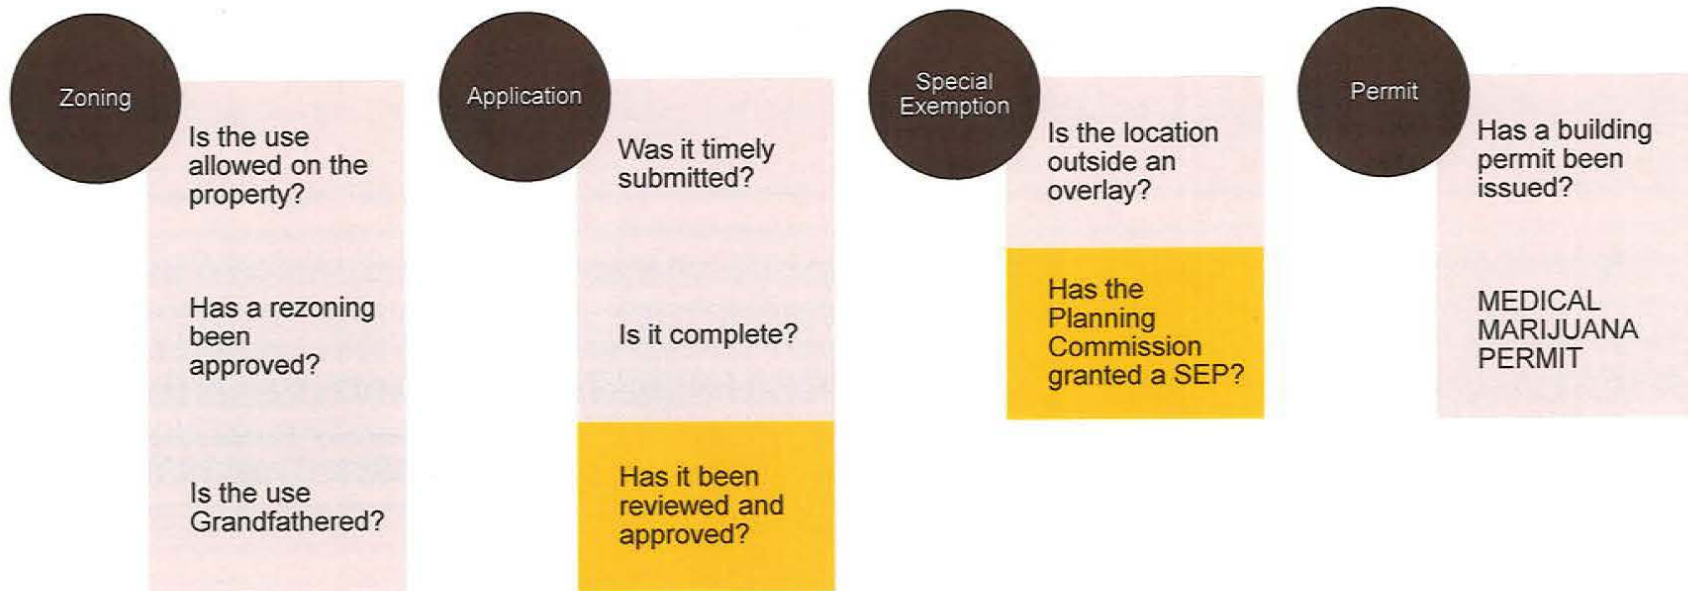 Zoning
Is the use
allowed on the
property?
Has a rezoning
been
approved?
Is the use
Grandfathered?
Application
Was it timely
submitted?
Is it complete?
Has it been
reviewed and
approved?
Special
Exemption
Is the location
outside an
overlay?
Has the
Planning
Commission
granted a SEP?
Permit
Has a building
permit been
issued?
MEDICAL
MARIJUANA
PERMIT